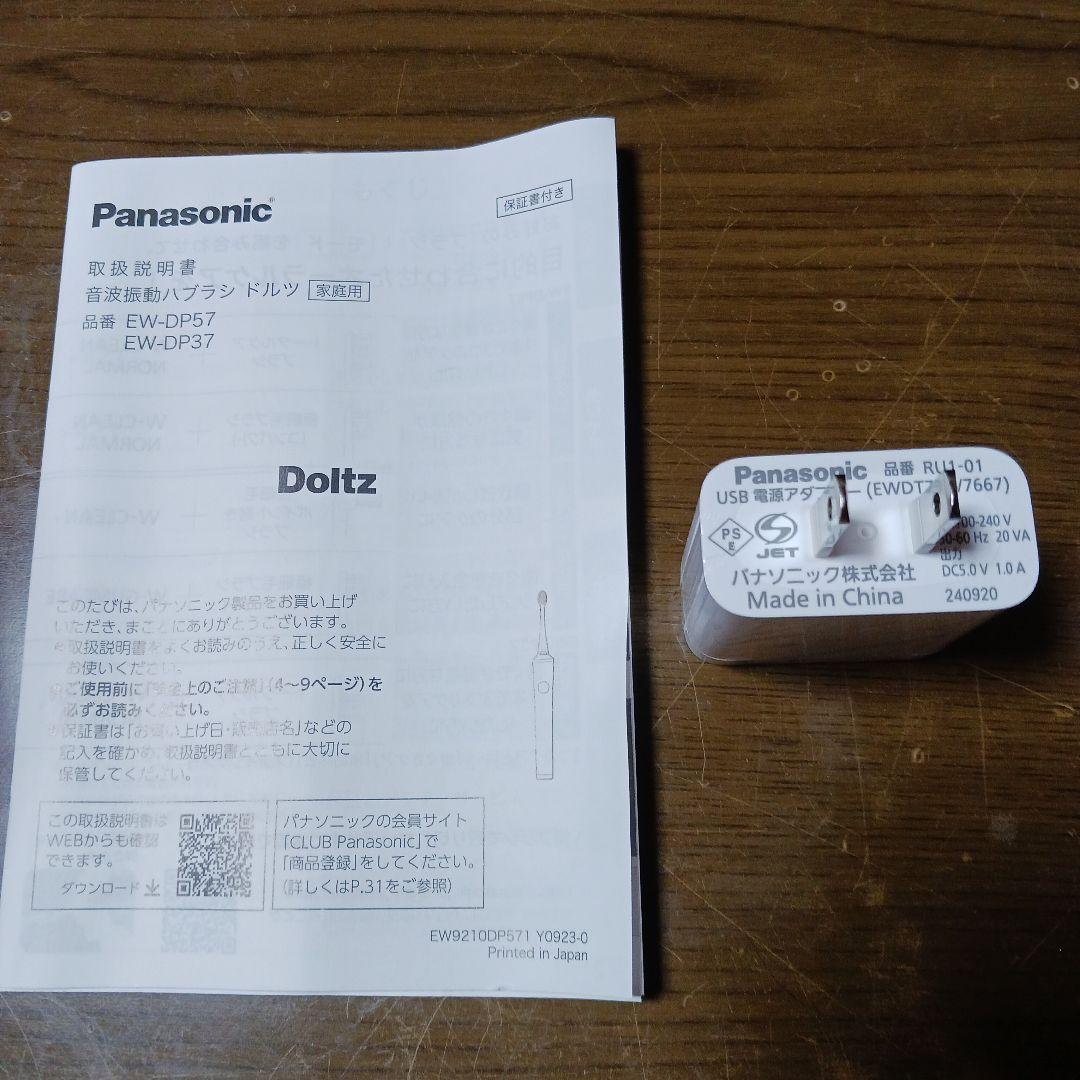 Panasonic
保証書付き
取扱説明書
音波振動ハブラシ ドルツ 家庭用
品番 EW-DP57
EW-DP37
Doltz
このたびは、パナソニック製品をお買い上げ
いただき、まことにありがとうございます。
取扱説明書をよくお読みのうえ、正しく安全に
お使いください。
ご使用前に「安全上のご注意」(4〜9ページ)を
必ずお読みください。
保証書は「お買い上げ日・販売店名」などの
記入を確かめ、取扱説明書とともに大切に
保管してください。
この取扱説明書は
WEBからも確認
できます。
ダウンロード
パナソニックの会員サイト
「CLUB Panasonic」で
「商品登録」をしてください。
(詳しくはP.31をご参照)
EW9210DP571 Y0923-0
Printed in Japan
Panasonic 品番 RU1-01
USB 電源アダプター (EWDT /7667)
PS
E
JET
00-240 V
-60 Hz 20 VA
出力
パナソニック株式会社 DC5.0 V 1.0 A
Made in China 240920